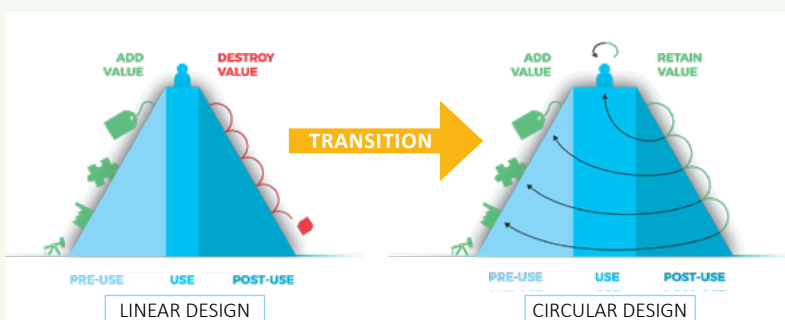 ADD
VALUE
DESTROY
VALUE
PRE-USE
USE
POST-USE
LINEAR DESIGN
TRANSITION
ADD
VALUE
RETAIN
VALUE
PRE-USE
USE
POST-USE
CIRCULAR DESIGN